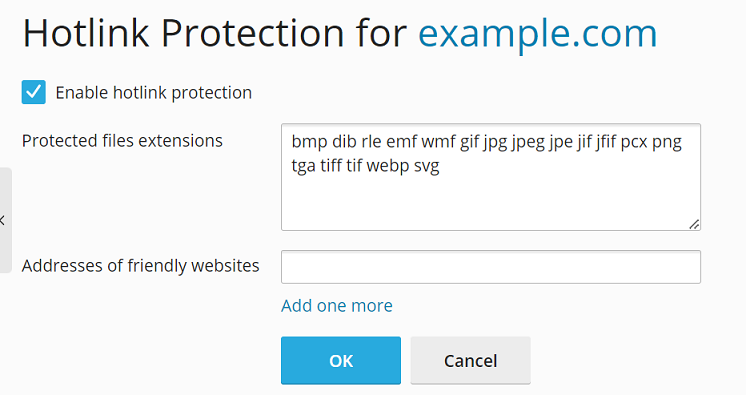 Hotlink Protection for example.com
Enable hotlink protection
Protected files extensions
bmp dib rle emf wmf gif jpg jpeg jpe jif jfif pcx png
tga tiff tif webp svg
Addresses of friendly websites
Add one more
OK
Cancel